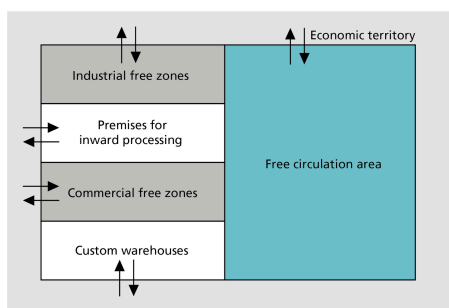 Economic territory
Industrial free zones
Premises for
inward processing
Free circulation area
Commercial free zones
Custom warehouses